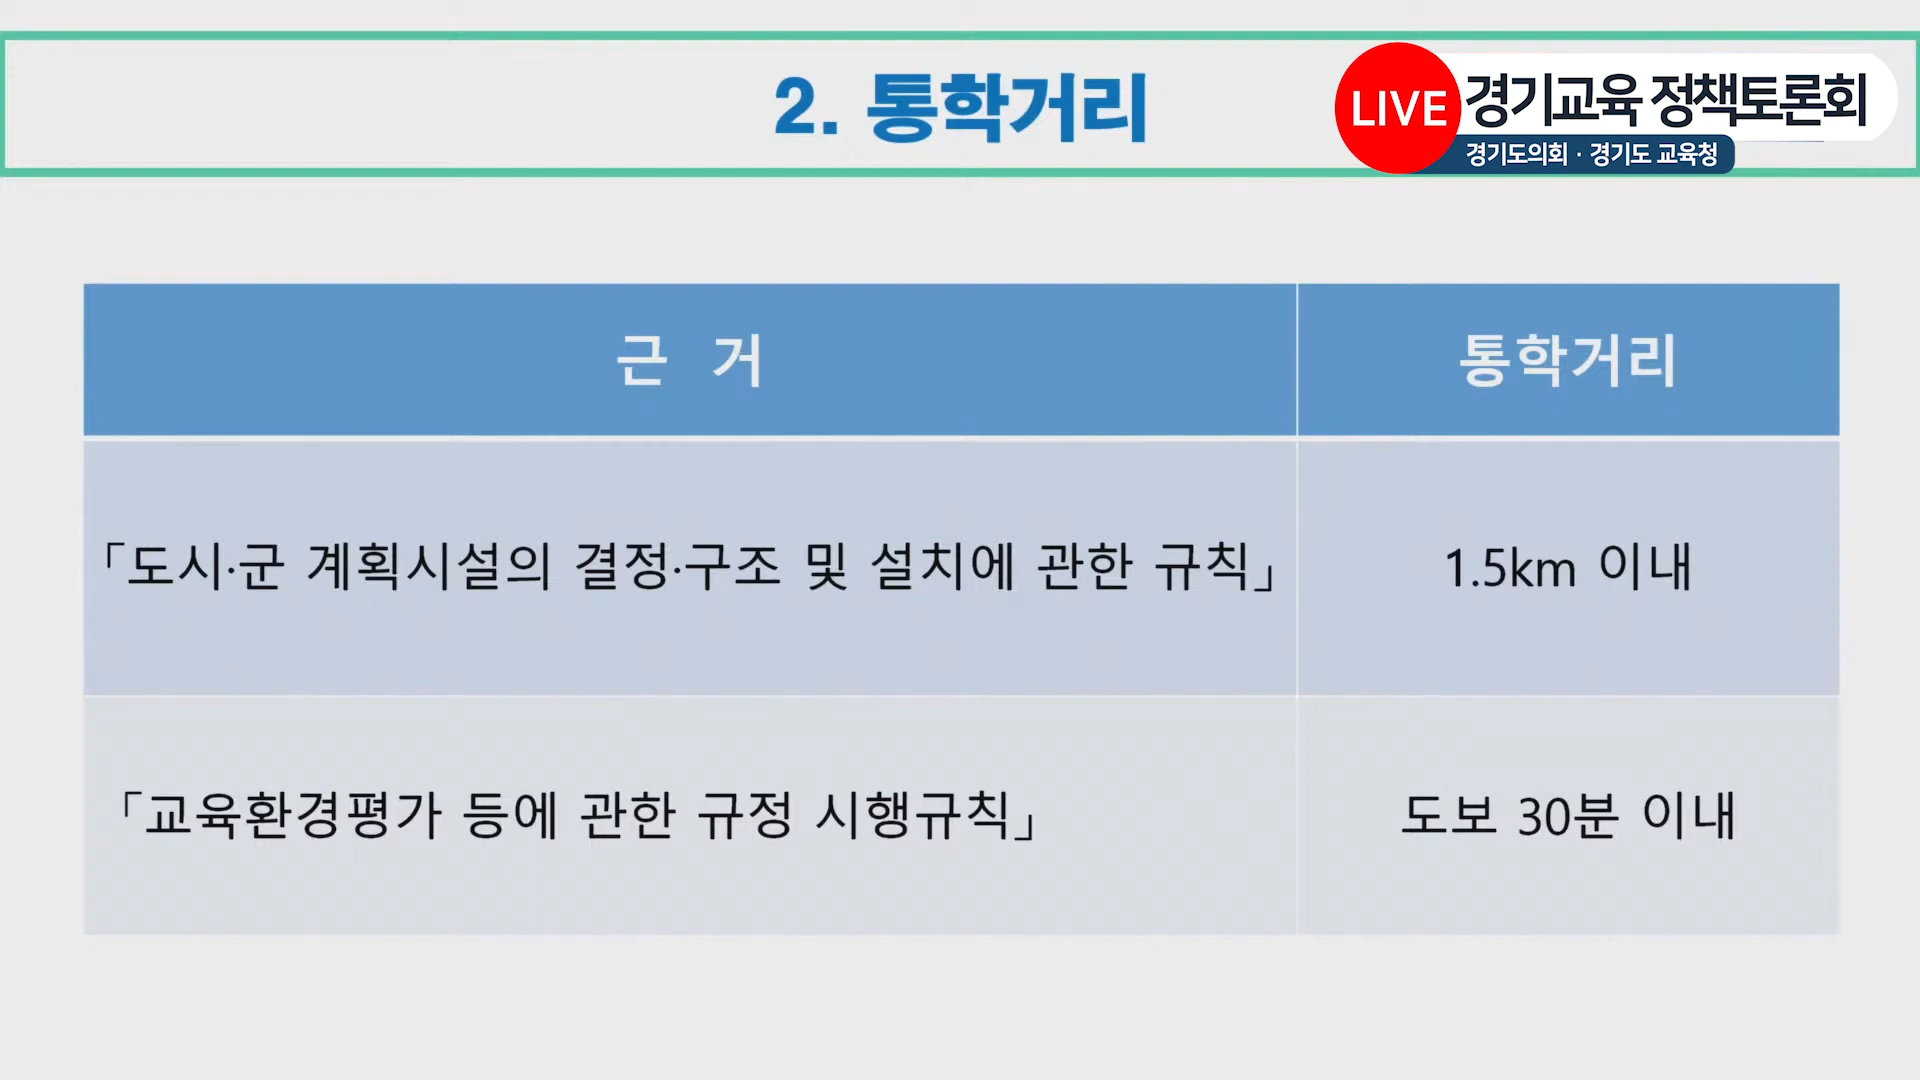 2. 통학거리
LIVE 경기교육 정책토론회
경기도의회 · 경기도 교육청
근 거
통학거리
「도시·군 계획시설의 결정·구조 및 설치에 관한 규칙」
1.5km 이내
「교육환경평가 등에 관한 규정 시행규칙」
도보 30분 이내